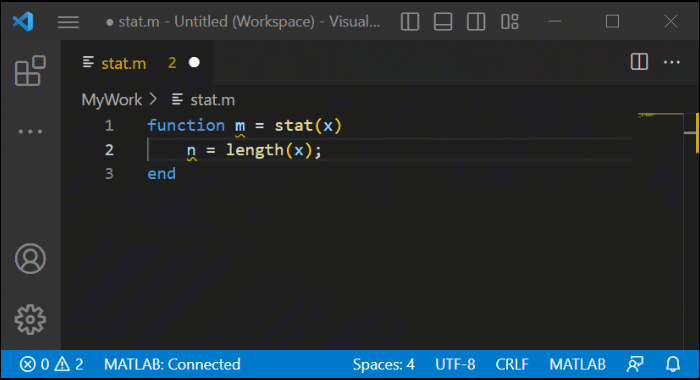 ● stat.m - Untitled (Workspace) - Visual...
stat.m 2 ●
MyWork > stat.m
1 function m = stat(x)
2 n = length(x);
3 end
0 2 MATLAB: Connected Spaces: 4 UTF-8 CRLF MATLAB